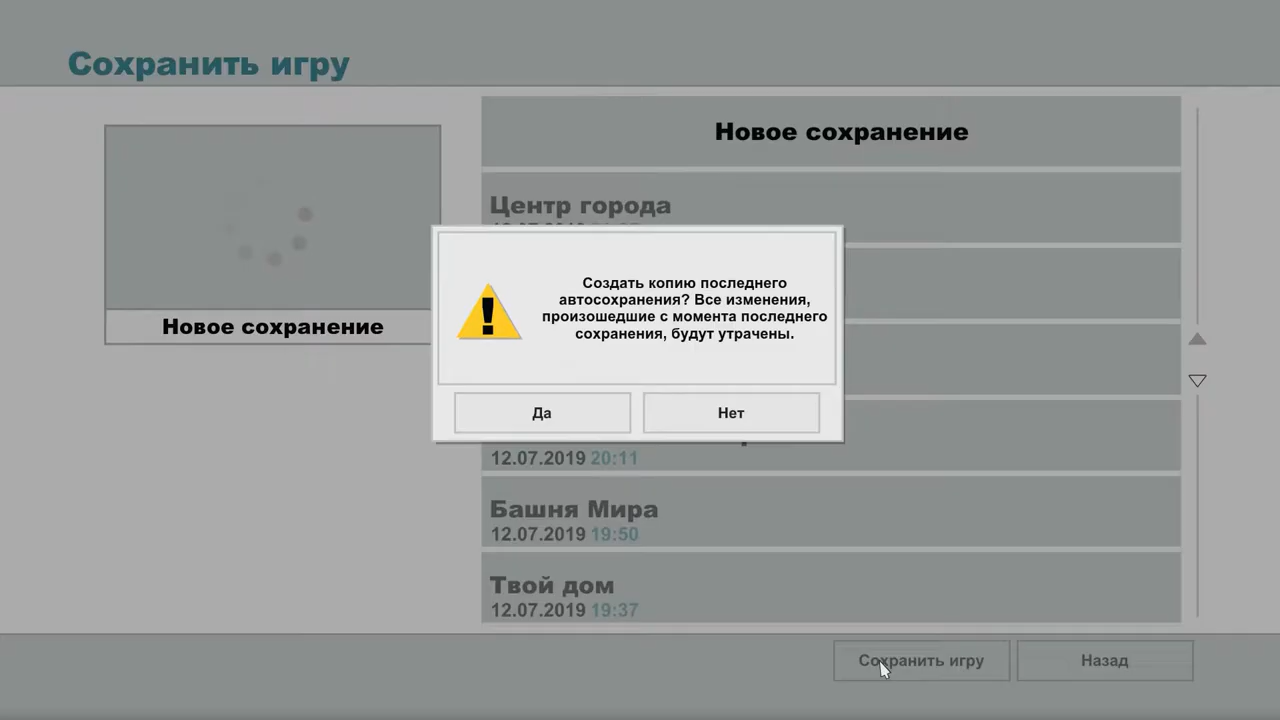 Сохранить игру
Новое сохранение
Центр города
Создать копию последнего
автосохранения? Все изменения,
произошедшие с момента последнего
сохранения, будут утрачены.
Новое сохранение
Да
Нет
12.07.2019 20:11
Башня Мира
12.07.2019 19:50
Твой дом
12.07.2019 19:37
Сохранить игру
Назад